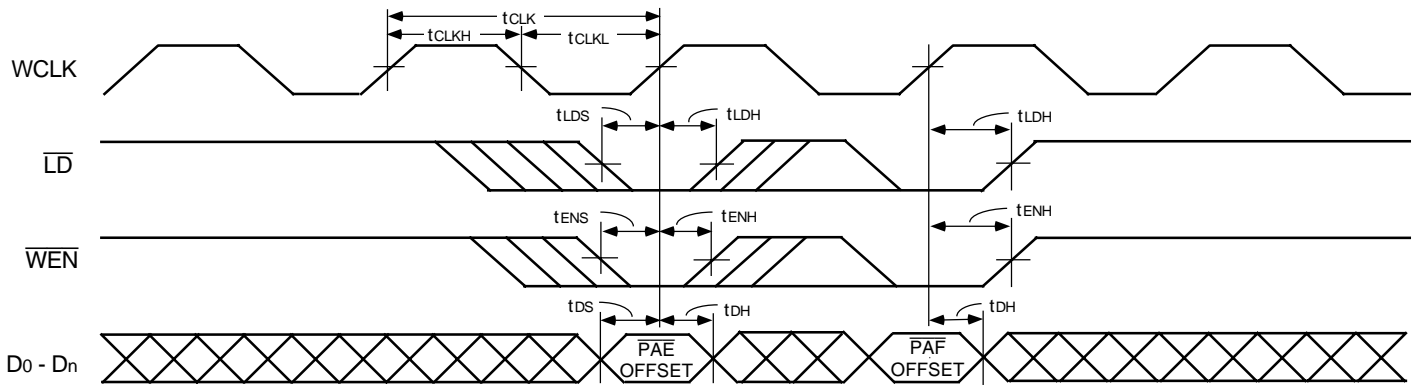 tCLK
tCLKH
tCLKL
WCLK
tLDS
tLDH
tLDH
LD
tENS
tENH
tENH
WEN
tDS
tDH
tDH
D0 - Dn
PAE
OFFSET
PAF
OFFSET